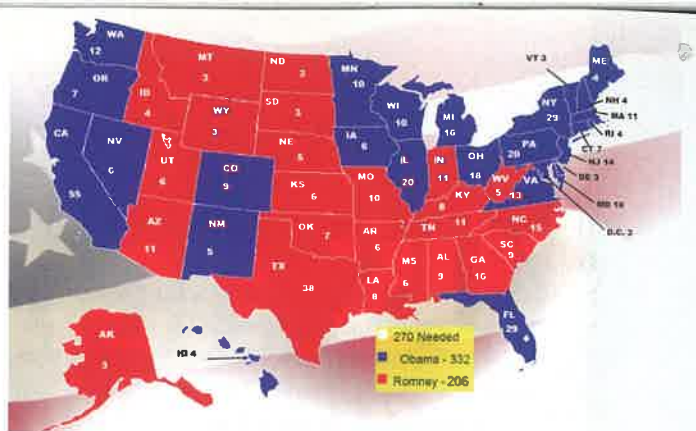 WA
12
OR
7
CA
55
NV
6
ID
4
MT
3
WY
3
UT
6
AZ
11
CO
9
NM
5
ND
3
SD
3
NE
5
KS
6
OK
7
TX
38
MN
10
IA
6
MO
10
AR
6
LA
8
WI
10
IL
20
MI
16
IN
11
OH
18
KY
8
TN 11
MS
6
AL
9
GA
16
FL
29
SC
9
NC 15
VA
13
WV
5
PA
20
NY
29
VT 3
ME
4
NH 4
MA 11
RI 4
CT 7
NJ 14
DE 3
MD 10
D.C. 3
AK
3
HI 4
270 Needed
Obama - 332
Romney - 206